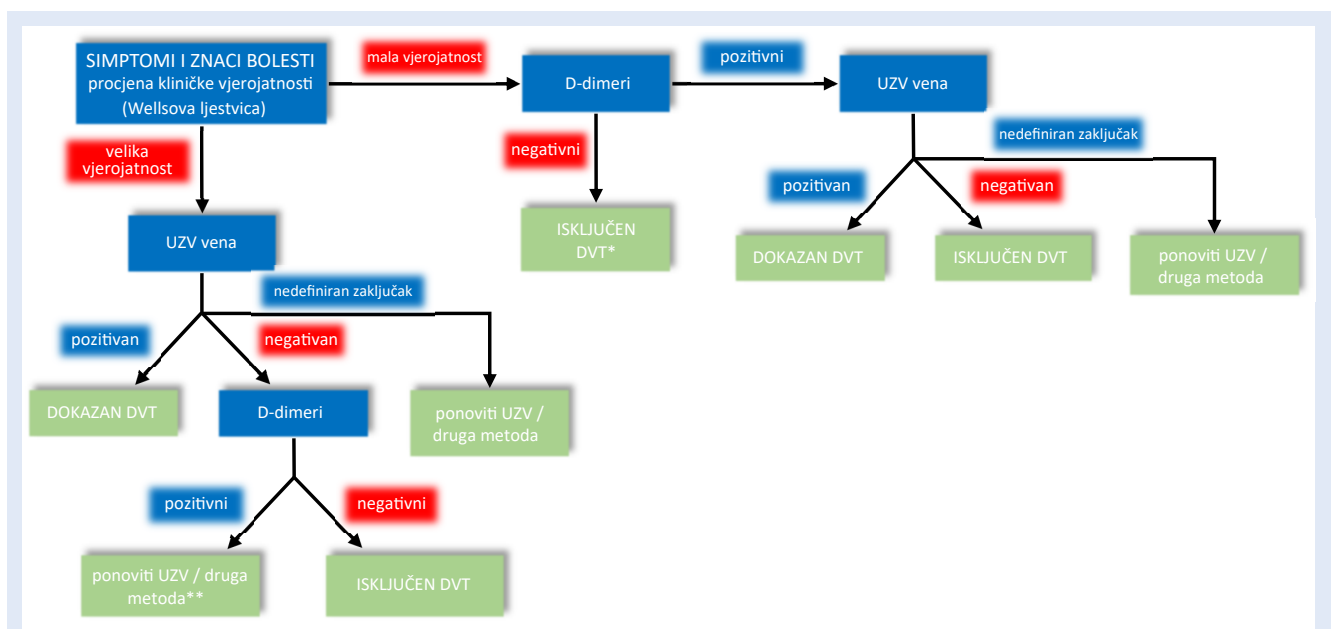 SIMPTOMI I ZNACI BOLESTI
procjena kliničke vjerojatnosti
(Wellsova ljestvica)
mala vjerojatnost
D-dimeri
pozitivni
UZV vena
velika
vjerojatnost
negativni
nedefiniran zaključak
pozitivan
negativan
UZV vena
ISKLJUČEN
DVT*
DOKAZAN DVT
ISKLJUČEN DVT
ponoviti UZV /
druga metoda
nedefiniran zaključak
pozitivan
negativan
DOKAZAN DVT
D-dimeri
ponoviti UZV /
druga metoda
pozitivni
negativni
ponoviti UZV / druga
metoda**
ISKLJUČEN DVT